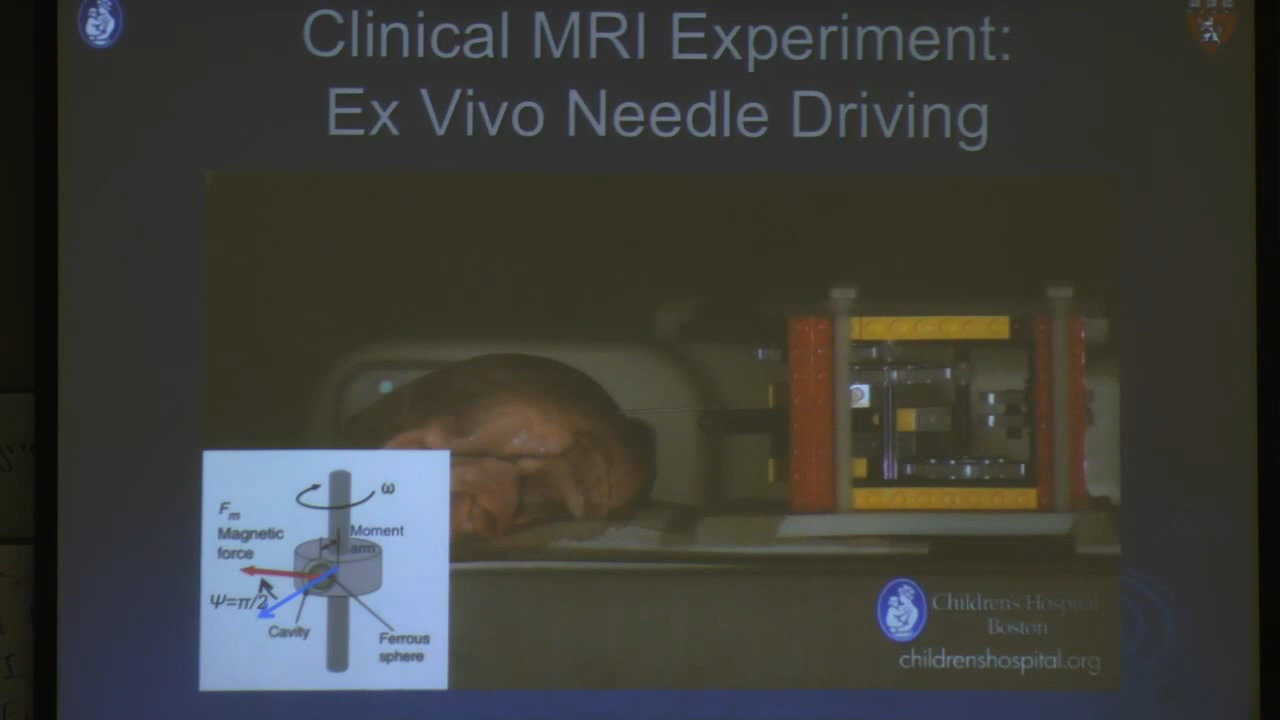 Clinical MRI Experiment:
Ex Vivo Needle Driving
ω
Fm
Magnetic
force
Moment
arm
Ψ=π/2
Cavity
Ferrous
sphere
Children's Hospital
Boston
childrenshospital.org